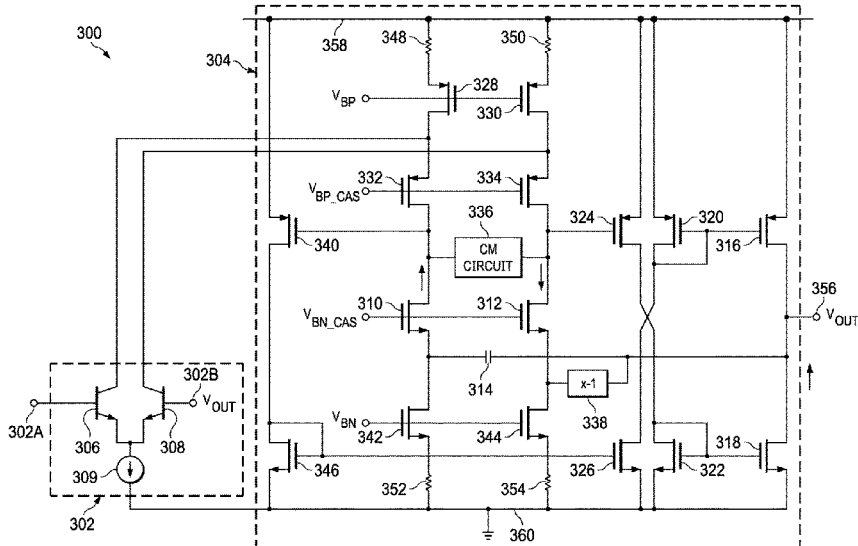 300
304
358
348
350
V_BP
328
330
332
334
V_BP_CAS
336
CM
CIRCUIT
340
324
320
316
310
312
V_BN_CAS
356
V_OUT
314
x-1
338
302B
302A
V_OUT
306
308
V_BN
342
344
318
309
346
326
322
352
354
302
360